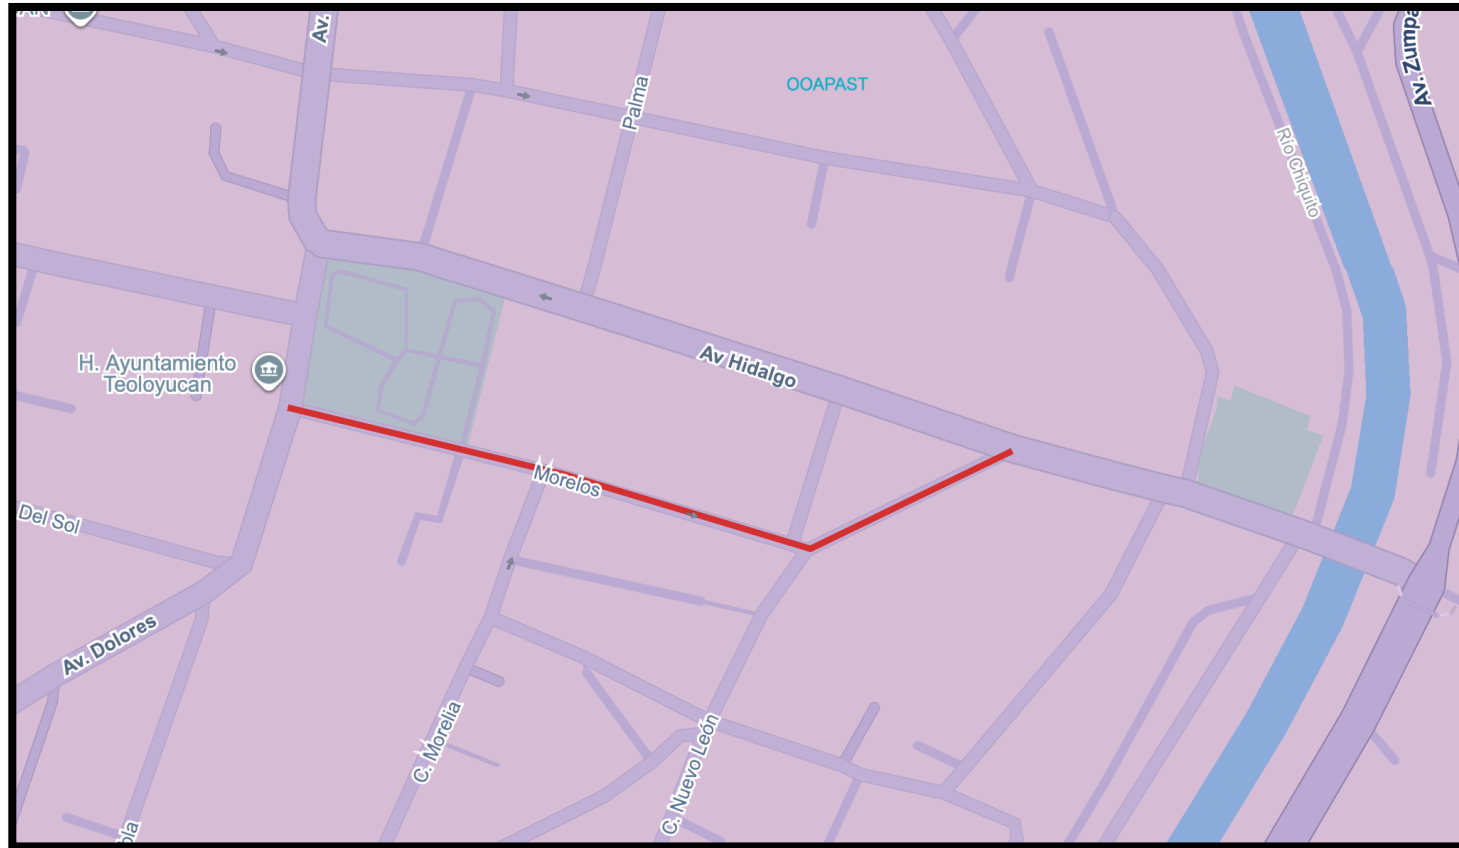 Av.
Av. Zumpa
OOAPAST
Palma
Río Chiquito
Av Hidalgo
H. Ayuntamiento
Teoloyucan
Morelos
Del Sol
Av. Dolores
C. Morelia
C. Nuevo León